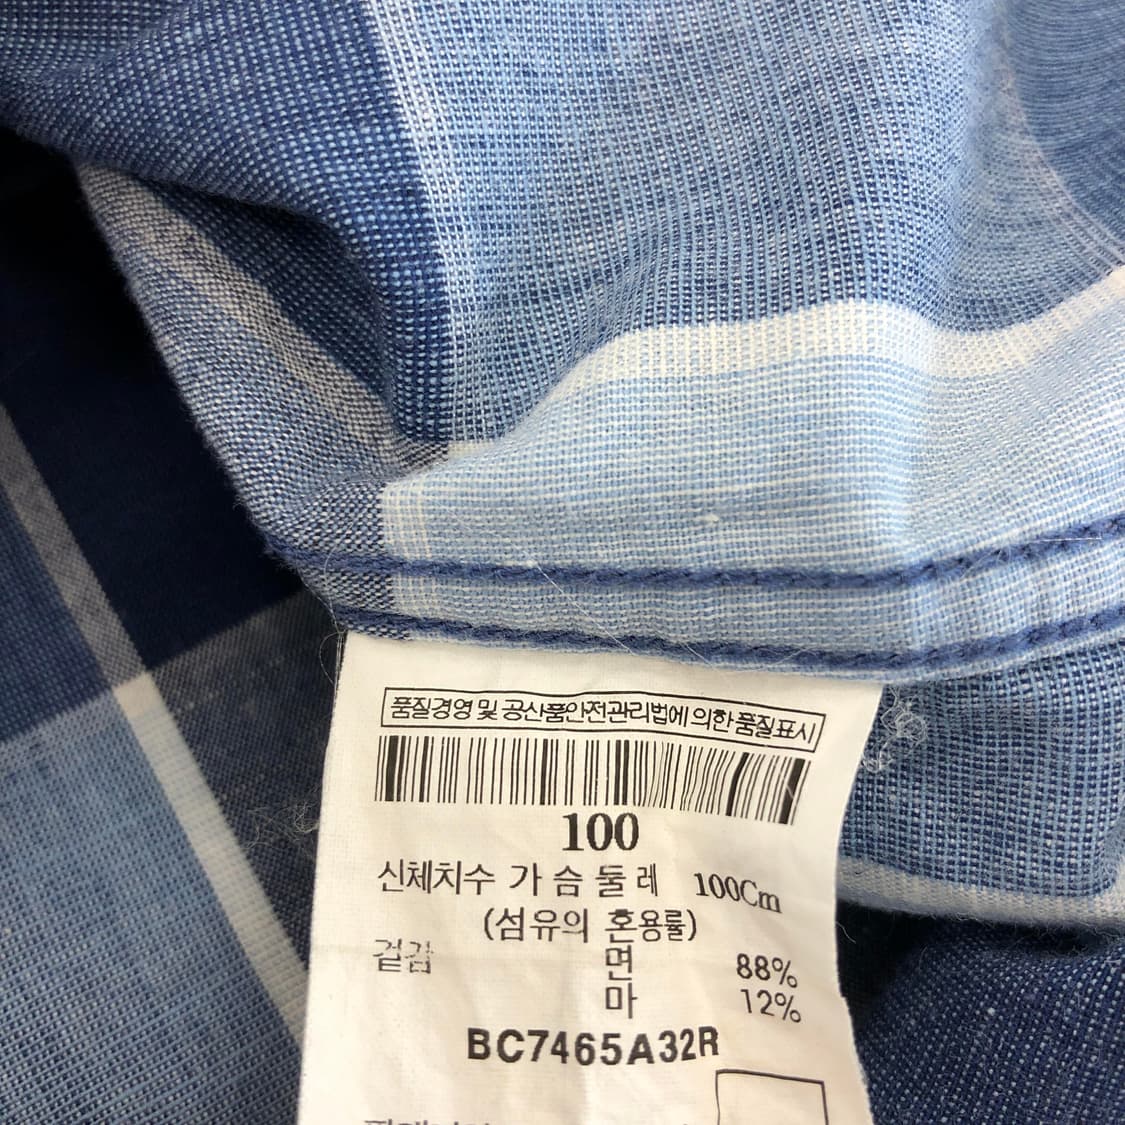 품질경영 및 공산품안전관리법에 의한 품질표시
100
신체치수 가슴둘레 100Cm
(섬유의 혼용률)
겉감 면 88%
마 12%
BC7465A32R